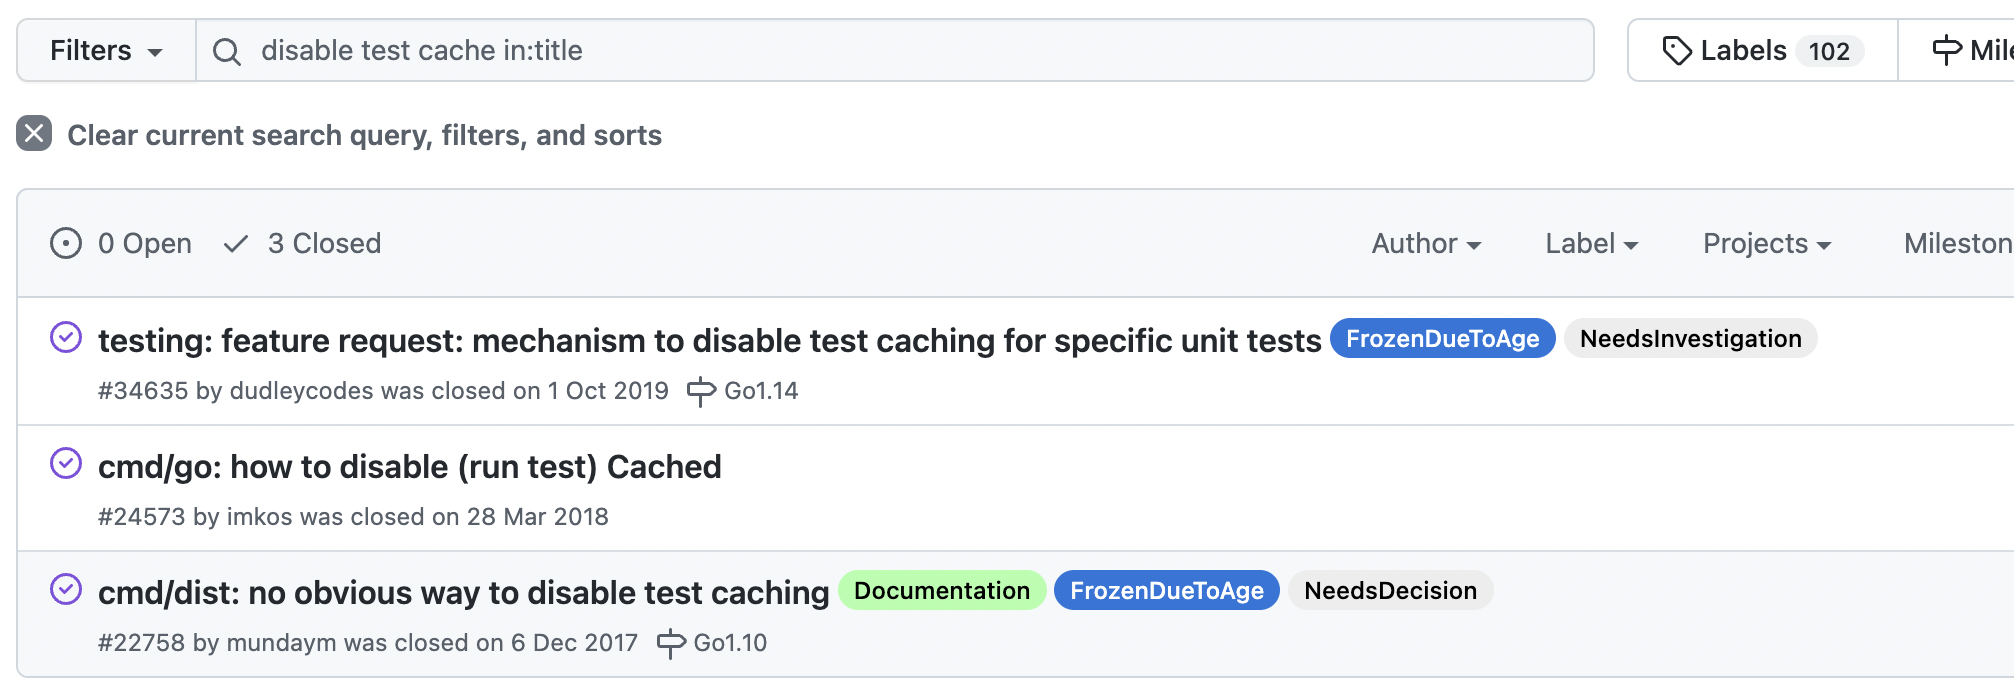 Filters disable test cache in:title Labels 102 Mile
Clear current search query, filters, and sorts
0 Open 3 Closed Author Label Projects Mileston
testing: feature request: mechanism to disable test caching for specific unit tests FrozenDueToAge NeedsInvestigation
#34635 by dudleycodes was closed on 1 Oct 2019 Go1.14
cmd/go: how to disable (run test) Cached
#24573 by imkos was closed on 28 Mar 2018
cmd/dist: no obvious way to disable test caching Documentation FrozenDueToAge NeedsDecision
#22758 by mundaym was closed on 6 Dec 2017 Go1.10